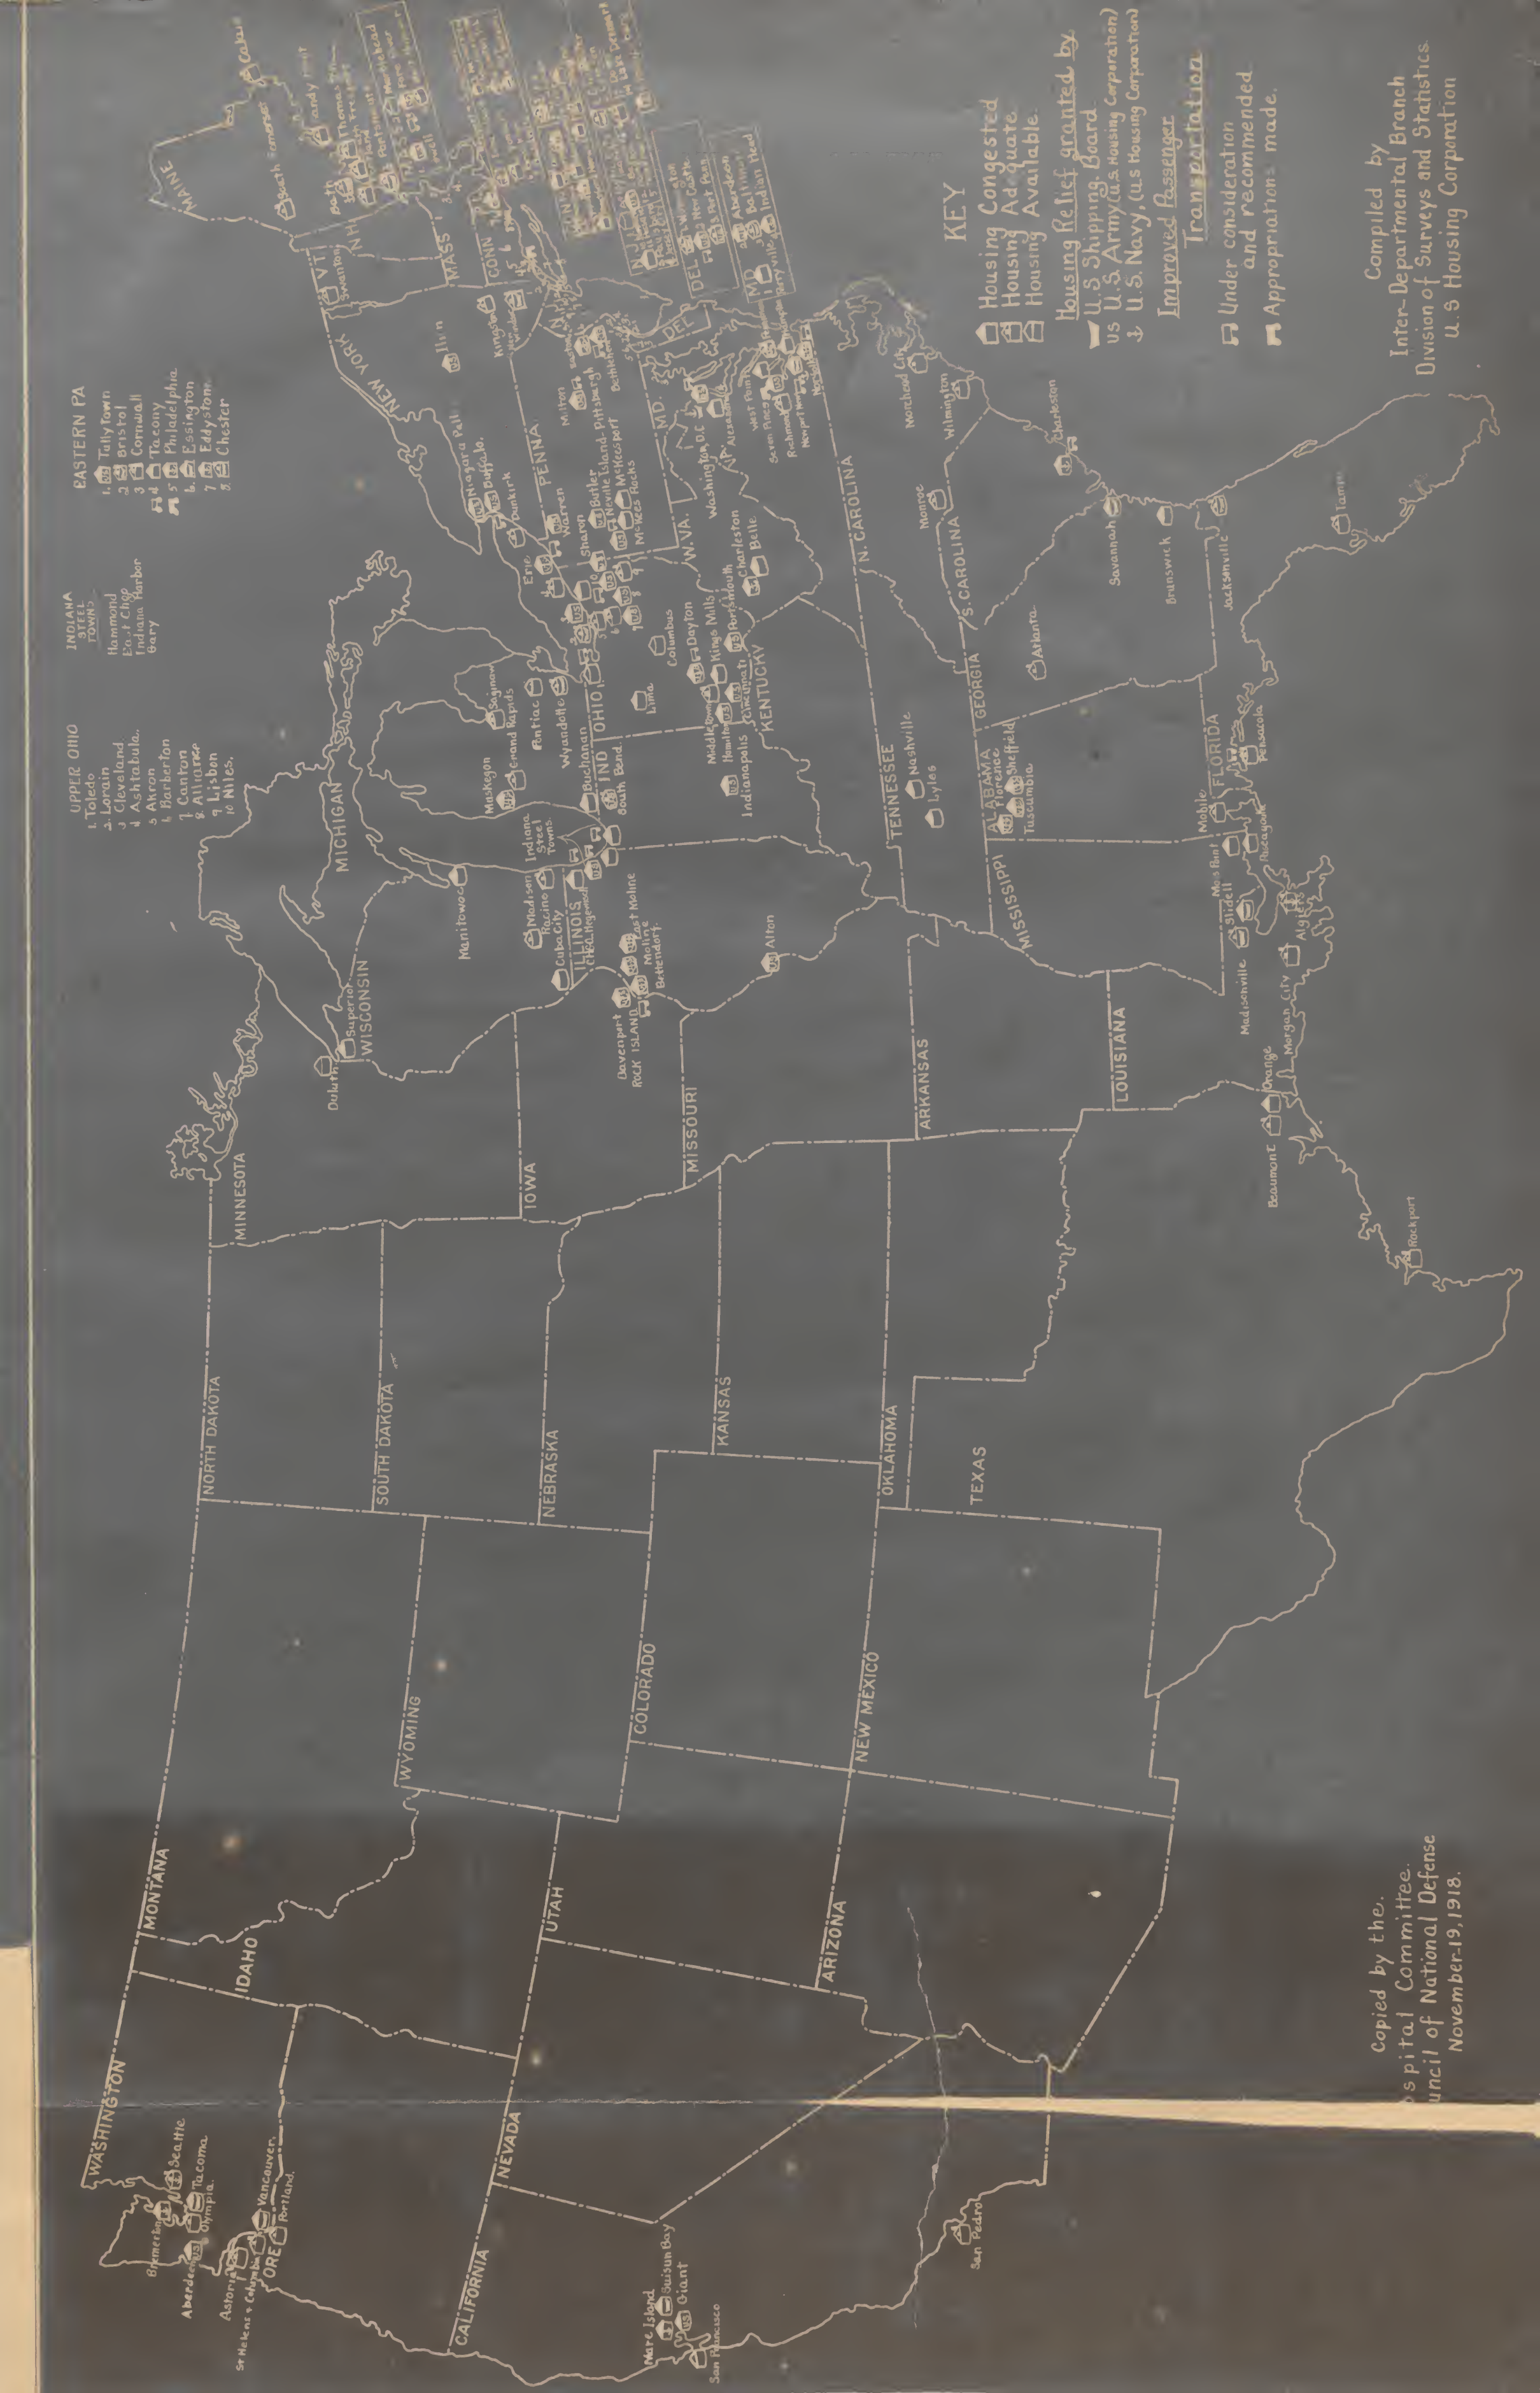 UPPER OHIO
1. Toledo
2. Lorain
3 Cleveland
4 Ashtabula.
5 Akron
6 Barberton
7 Canton
8 Alliance
9 Lisbon
10 Niles.
INDIANA
STEEL
TOWNS
Hammond
East Chgo
Indiana Harbor
Gary
EASTERN PA
1. TullyTown
2 Bristol
3 Cornwall
4 Tacony
5 Philadelphia
6. Essington
7 Eddystone
8 Chester
WASHINGTON
Bremerton
Seattle
Tacoma
Olympia.
Aberdeen
Astoria
St Helens & Columbia
Vancouver.
Portland.
ORE
MONTANA
IDAHO
WYOMING
NORTH DAKOTA
SOUTH DAKOTA
NEBRASKA
MINNESOTA
Duluth
Superior
WISCONSIN
Manitowoc
Madison
Racine
Cuba City
MICHIGAN
Muskegon
Grand Rapids
Saginaw
Pontiac
Wyandotte
Buchanan
IOWA
Davenport
ROCK ISLAND
East Moline
Moline
Bettendorf
ILLINOIS
Alton
Indiana
Steel
Towns.
IND
South Bend.
Indianapolis
OHIO
Lima
Columbus
Dayton
Kings Mills
Hamilton
Cincinnati
Portsmouth
KENTUCKY
W.VA.
Charleston
Belle
NEW YORK
Niagara Falls
Buffalo.
Dunkirk
Ilion
Kingston
PENNA
Erie
Warren
Sharon
Butler
Neville Island-Pittsburgh
McKeesport
McKees Rocks
Milton
Bethlehem
MAINE
South Somerset
Calais
Bath
VT
Swanton
NH
MASS
Lowell
CONN
N J
DEL
New Castle
Port Penn
MD
Aberdeen
Baltimore
Indian Head
Perryville
MD.
DEL
Washington, D.C
West Point
Seven Pines
Richmond
Newport News
Norfolk
CALIFORNIA
Mare Island
Suisun Bay
Giant
San Francisco
San Pedro
NEVADA
UTAH
ARIZONA
COLORADO
NEW MEXICO
KANSAS
OKLAHOMA
TEXAS
Beaumont
Orange
Rockport
MISSOURI
ARKANSAS
LOUISIANA
Morgan City
Algiers
Madisonville
Slidell
MISSISSIPPI
Moss Point
Pascagoula
TENNESSEE
Nashville
Lyles
ALABAMA
Florence
Sheffield
Tuscumbia
Mobile
GEORGIA
Atlanta
Savannah
Brunswick
FLORIDA
Pensacola
Jacksonville
Tampa
N. CAROLINA
Monroe
Wilmington
Morehead City
S. CAROLINA
Charleston
KEY
Housing Congested
Housing Adequate.
Housing Available.
Housing Relief granted by
U.S Shipping Board
US U.S. Army (U.S Housing Corporation)
U.S. Navy, (U.S Housing Corporation)
Improved Passenger
Transportation
Under consideration
and recommended
Appropriations made.
Compiled by
Inter-Departmental Branch
Division of Surveys and Statistics
U.S Housing Corporation
Copied by the.
spital Committee.
uncil of National Defense
November-19,1918.